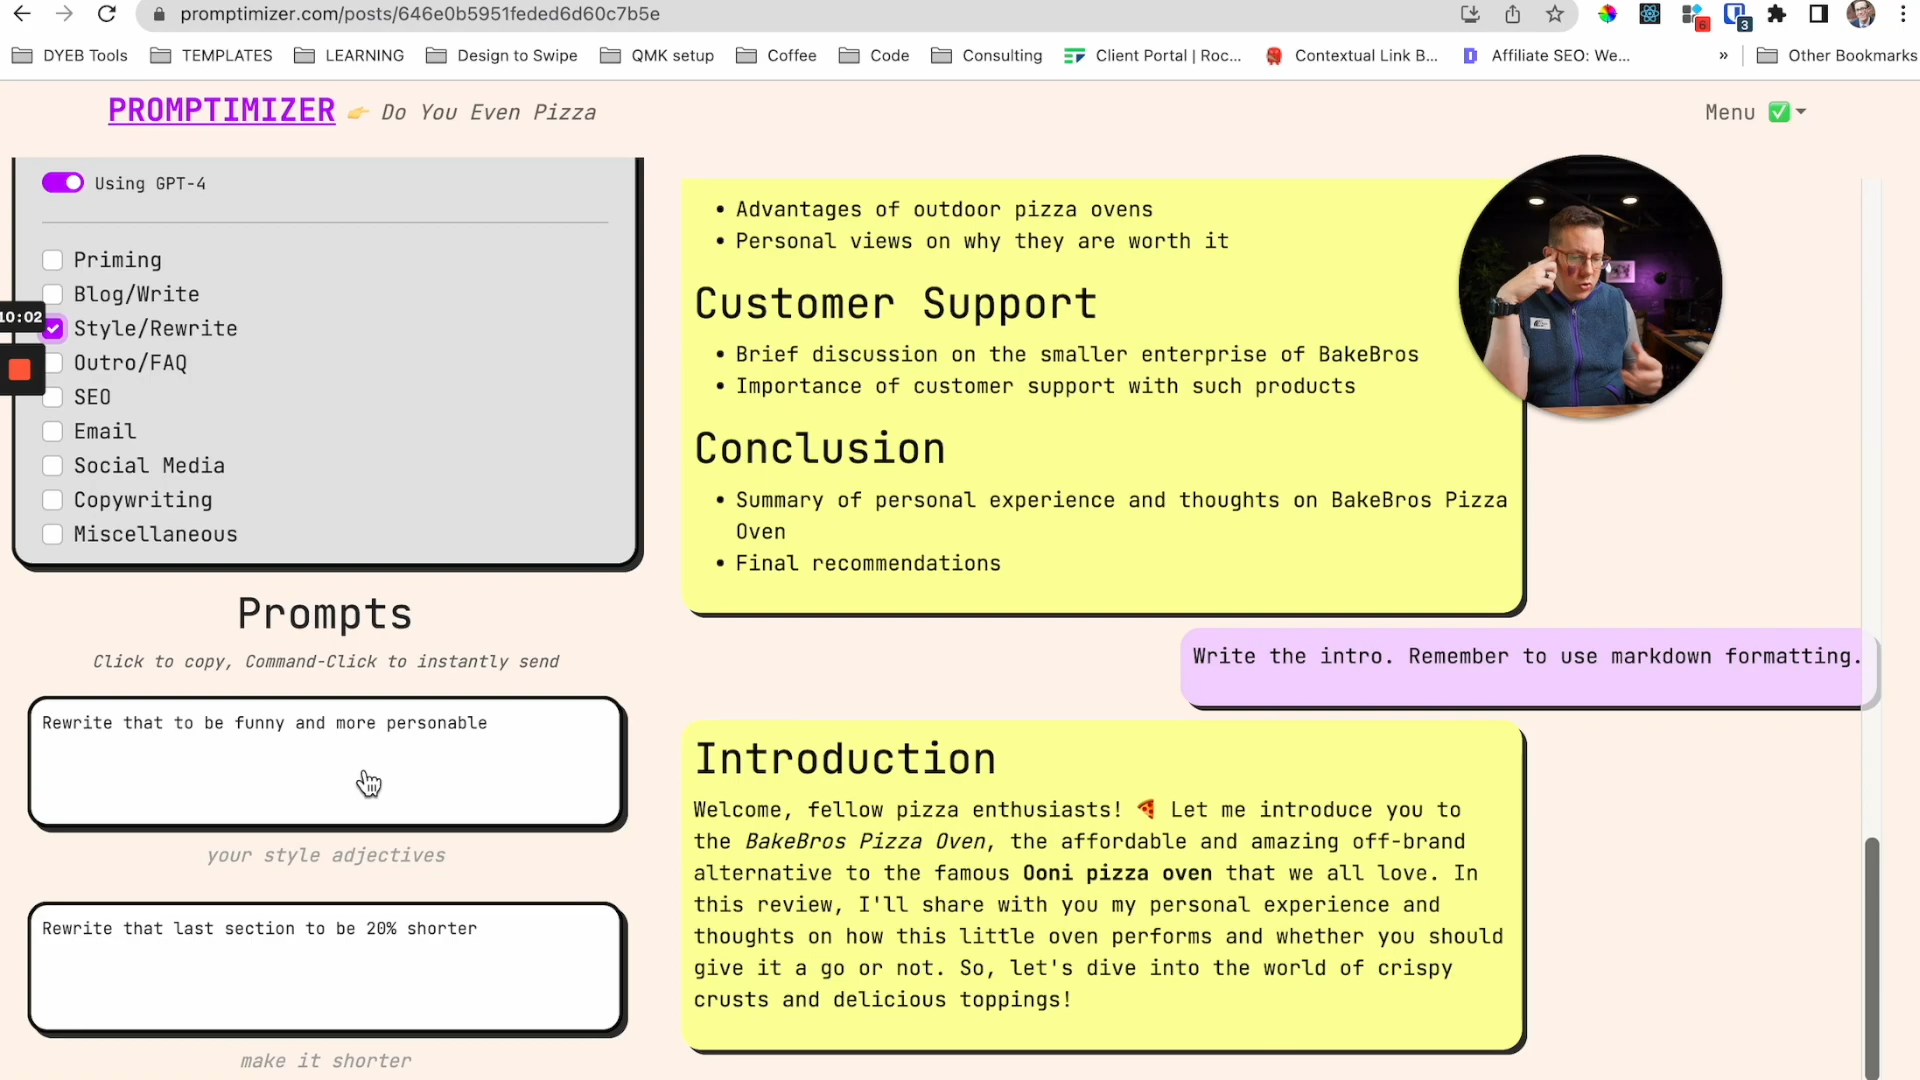 promptimizer.com/posts/646e0b5951feded6d60c7b5e
6
3
DYEB Tools
TEMPLATES
LEARNING
Design to Swipe
QMK setup
Coffee
Code
Consulting
Client Portal | Roc...
Contextual Link B...
Affiliate SEO: We...
»
Other Bookmarks
PROMPTIMIZER 👉 Do You Even Pizza
Menu ✅
Using GPT-4
Priming
Blog/Write
Style/Rewrite
Outro/FAQ
SEO
Email
Social Media
Copywriting
Miscellaneous
10:02
Prompts
Click to copy, Command-Click to instantly send
Rewrite that to be funny and more personable
your style adjectives
Rewrite that last section to be 20% shorter
make it shorter
• Advantages of outdoor pizza ovens
• Personal views on why they are worth it
Customer Support
• Brief discussion on the smaller enterprise of BakeBros
• Importance of customer support with such products
Conclusion
• Summary of personal experience and thoughts on BakeBros Pizza
Oven
• Final recommendations
Write the intro. Remember to use markdown formatting.
Introduction
Welcome, fellow pizza enthusiasts! 🍕 Let me introduce you to
the BakeBros Pizza Oven, the affordable and amazing off-brand
alternative to the famous Ooni pizza oven that we all love. In
this review, I'll share with you my personal experience and
thoughts on how this little oven performs and whether you should
give it a go or not. So, let's dive into the world of crispy
crusts and delicious toppings!